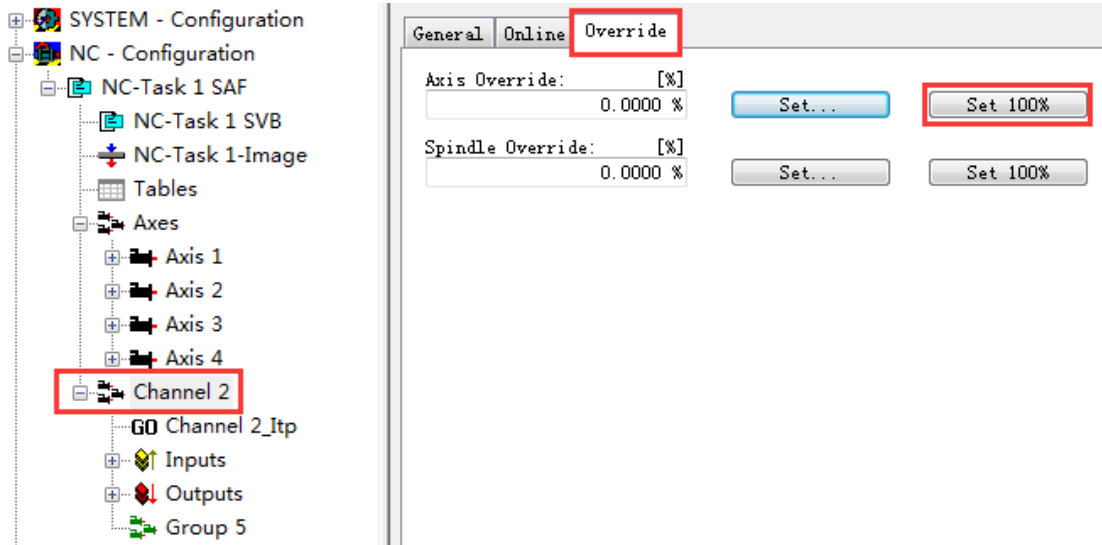 SYSTEM - Configuration
NC - Configuration
NC-Task 1 SAF
NC-Task 1 SVB
NC-Task 1-Image
Tables
Axes
Axis 1
Axis 2
Axis 3
Axis 4
Channel 2
GO Channel 2_Itp
Inputs
Outputs
Group 5
General Online Override
Axis Override: [%]
0.0000 % Set... Set 100%
Spindle Override: [%]
0.0000 % Set... Set 100%